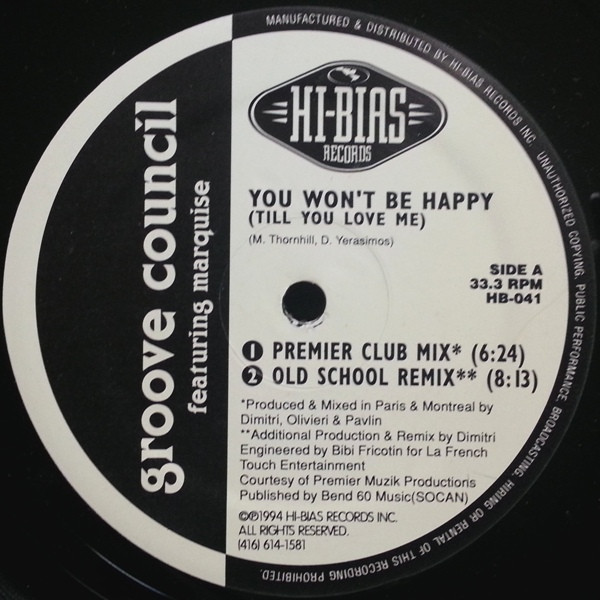 MANUFACTURED & DISTRIBUTED BY HI-BIAS RECORDS INC. UNAUTHORIZED COPYING, PUBLIC PERFORMANCE, BROADCASTING, HIRING OR RENTAL OF THIS RECORDING PROHIBITED.
groove council
featuring marquise
HI-BIAS
RECORDS
YOU WON'T BE HAPPY
(TILL YOU LOVE ME)
(M. Thornhill, D. Yerasimos)
SIDE A
33.3 RPM
HB-041
1 PREMIER CLUB MIX* (6:24)
2 OLD SCHOOL REMIX** (8:13)
*Produced & Mixed in Paris & Montreal by
Dimitri, Olivieri & Pavlin
**Additional Production & Remix by Dimitri
Engineered by Bibi Fricotin for La French
Touch Entertainment
Courtesy of Premier Muzik Productions
Published by Bend 60 Music(SOCAN)
©℗1994 HI-BIAS RECORDS INC.
ALL RIGHTS RESERVED.
(416) 614-1581